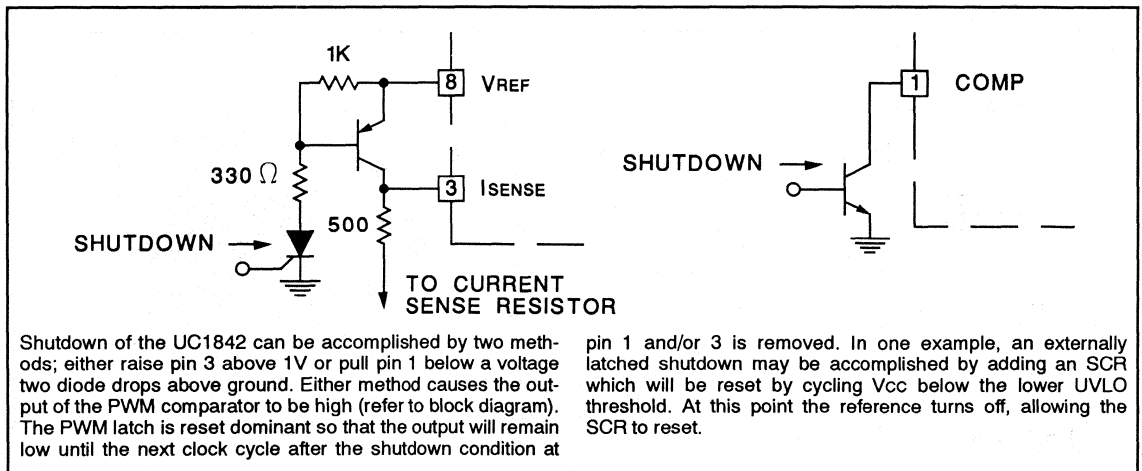 1K
8 VREF
1 COMP
330 Ω
SHUTDOWN
3 ISENSE
500
SHUTDOWN
TO CURRENT
SENSE RESISTOR
Shutdown of the UC1842 can be accomplished by two meth-
ods; either raise pin 3 above 1V or pull pin 1 below a voltage
two diode drops above ground. Either method causes the out-
put of the PWM comparator to be high (refer to block diagram).
The PWM latch is reset dominant so that the output will remain
low until the next clock cycle after the shutdown condition at
pin 1 and/or 3 is removed. In one example, an externally
latched shutdown may be accomplished by adding an SCR
which will be reset by cycling Vcc below the lower UVLO
threshold. At this point the reference turns off, allowing the
SCR to reset.